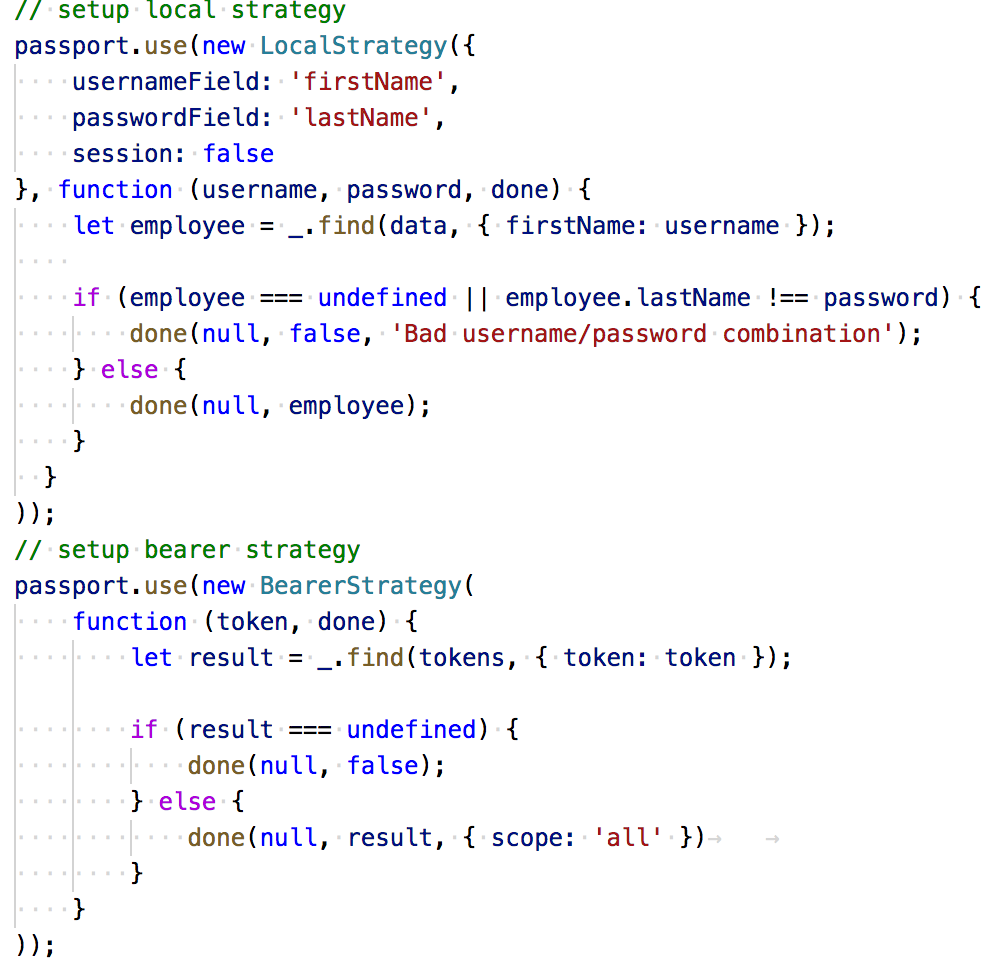 // setup local strategy
passport.use(new LocalStrategy({
    usernameField: 'firstName',
    passwordField: 'lastName',
    session: false
}, function (username, password, done) {
    let employee = _.find(data, { firstName: username });
    
    if (employee === undefined || employee.lastName !== password) {
        done(null, false, 'Bad username/password combination');
    } else {
        done(null, employee);
    }
  }
));
// setup bearer strategy
passport.use(new BearerStrategy(
    function (token, done) {
        let result = _.find(tokens, { token: token });

        if (result === undefined) {
            done(null, false);
        } else {
            done(null, result, { scope: 'all' })
        }
    }
));